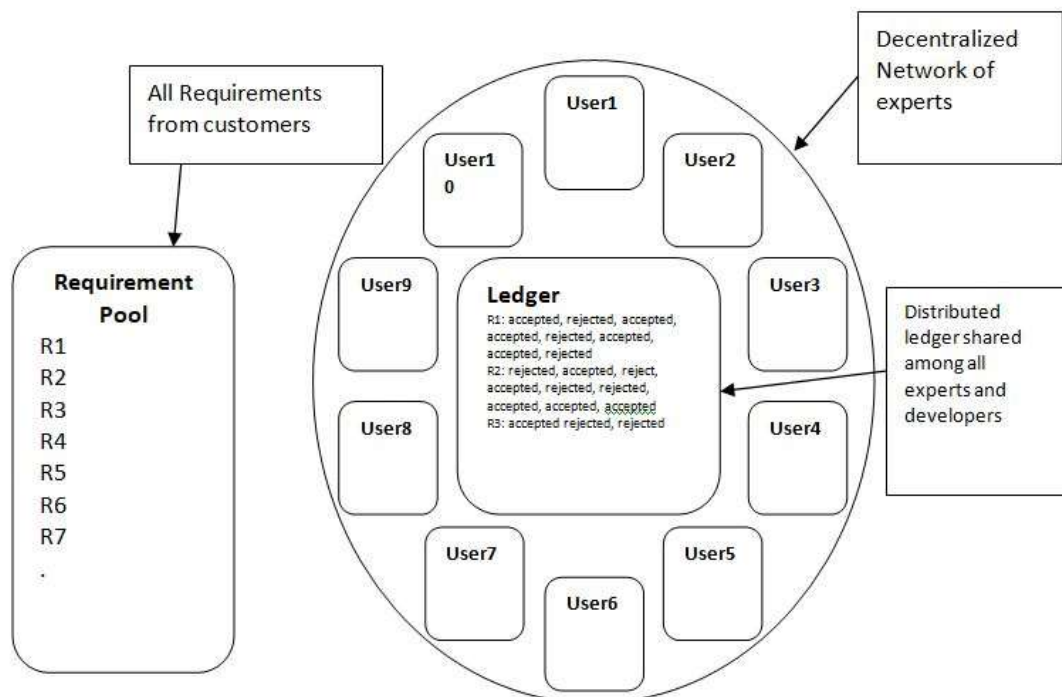 All Requirements
from customers
Decentralized
Network of
experts
Requirement
Pool
R1
R2
R3
R4
R5
R6
R7
.
User1
User2
User3
User4
User5
User6
User7
User8
User9
User1
0
Ledger
R1: accepted, rejected, accepted,
accepted, rejected, accepted,
accepted, rejected
R2: rejected, accepted, reject,
accepted, rejected, rejected,
accepted, accepted, accepted
R3: accepted rejected, rejected
Distributed
ledger shared
among all
experts and
developers